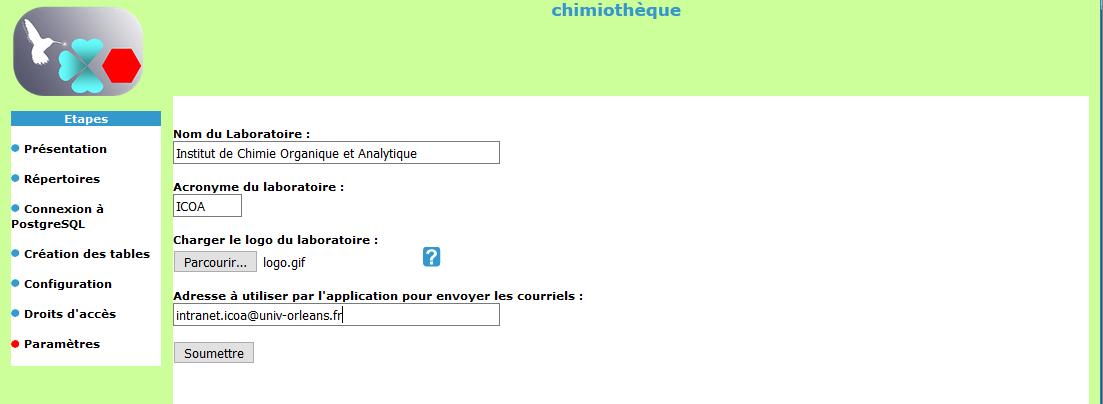 chimiothèque
Etapes
Présentation
Répertoires
Connexion à
PostgreSQL
Création des tables
Configuration
Droits d'accès
Paramètres
Nom du Laboratoire :
Institut de Chimie Organique et Analytique
Acronyme du laboratoire :
ICOA
Charger le logo du laboratoire :
Parcourir... logo.gif ?
Adresse à utiliser par l'application pour envoyer les courriels :
intranet.icoa@univ-orleans.fr
Soumettre